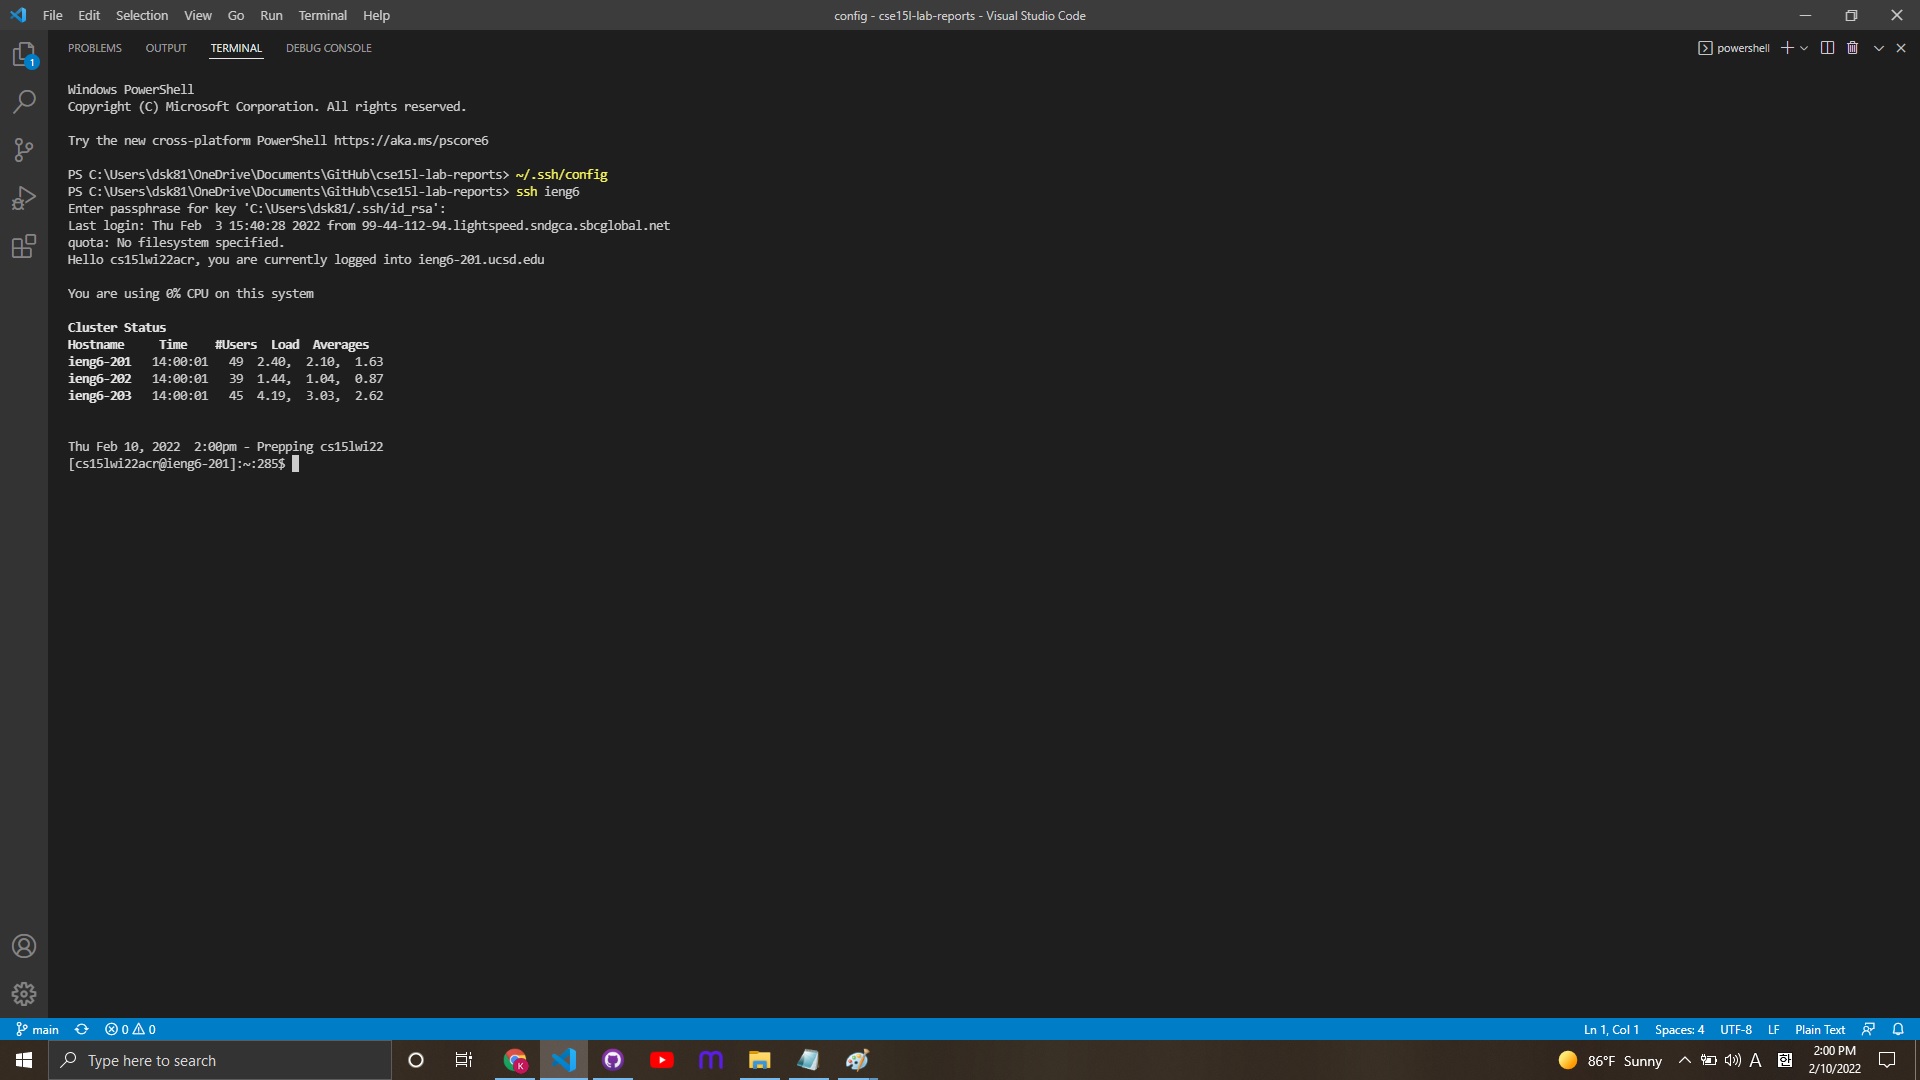 File Edit Selection View Go Run Terminal Help
config - cse15l-lab-reports - Visual Studio Code
1
PROBLEMS OUTPUT TERMINAL DEBUG CONSOLE
powershell
Windows PowerShell
Copyright (C) Microsoft Corporation. All rights reserved.
Try the new cross-platform PowerShell https://aka.ms/pscore6
PS C:\Users\dsk81\OneDrive\Documents\GitHub\cse15l-lab-reports> ~/.ssh/config
PS C:\Users\dsk81\OneDrive\Documents\GitHub\cse15l-lab-reports> ssh ieng6
Enter passphrase for key 'C:\Users\dsk81/.ssh/id_rsa':
Last login: Thu Feb  3 15:40:28 2022 from 99-44-112-94.lightspeed.sndgca.sbcglobal.net
quota: No filesystem specified.
Hello cs15lwi22acr, you are currently logged into ieng6-201.ucsd.edu
You are using 0% CPU on this system
Cluster Status
Hostname     Time    #Users  Load  Averages
ieng6-201   14:00:01   49  2.40,  2.10,  1.63
ieng6-202   14:00:01   39  1.44,  1.04,  0.87
ieng6-203   14:00:01   45  4.19,  3.03,  2.62
Thu Feb 10, 2022  2:00pm - Prepping cs15lwi22
[cs15lwi22acr@ieng6-201]:~:285$
main 0 0
Ln 1, Col 1 Spaces: 4 UTF-8 LF Plain Text
Type here to search
K
86°F Sunny
A
한
2:00 PM
2/10/2022